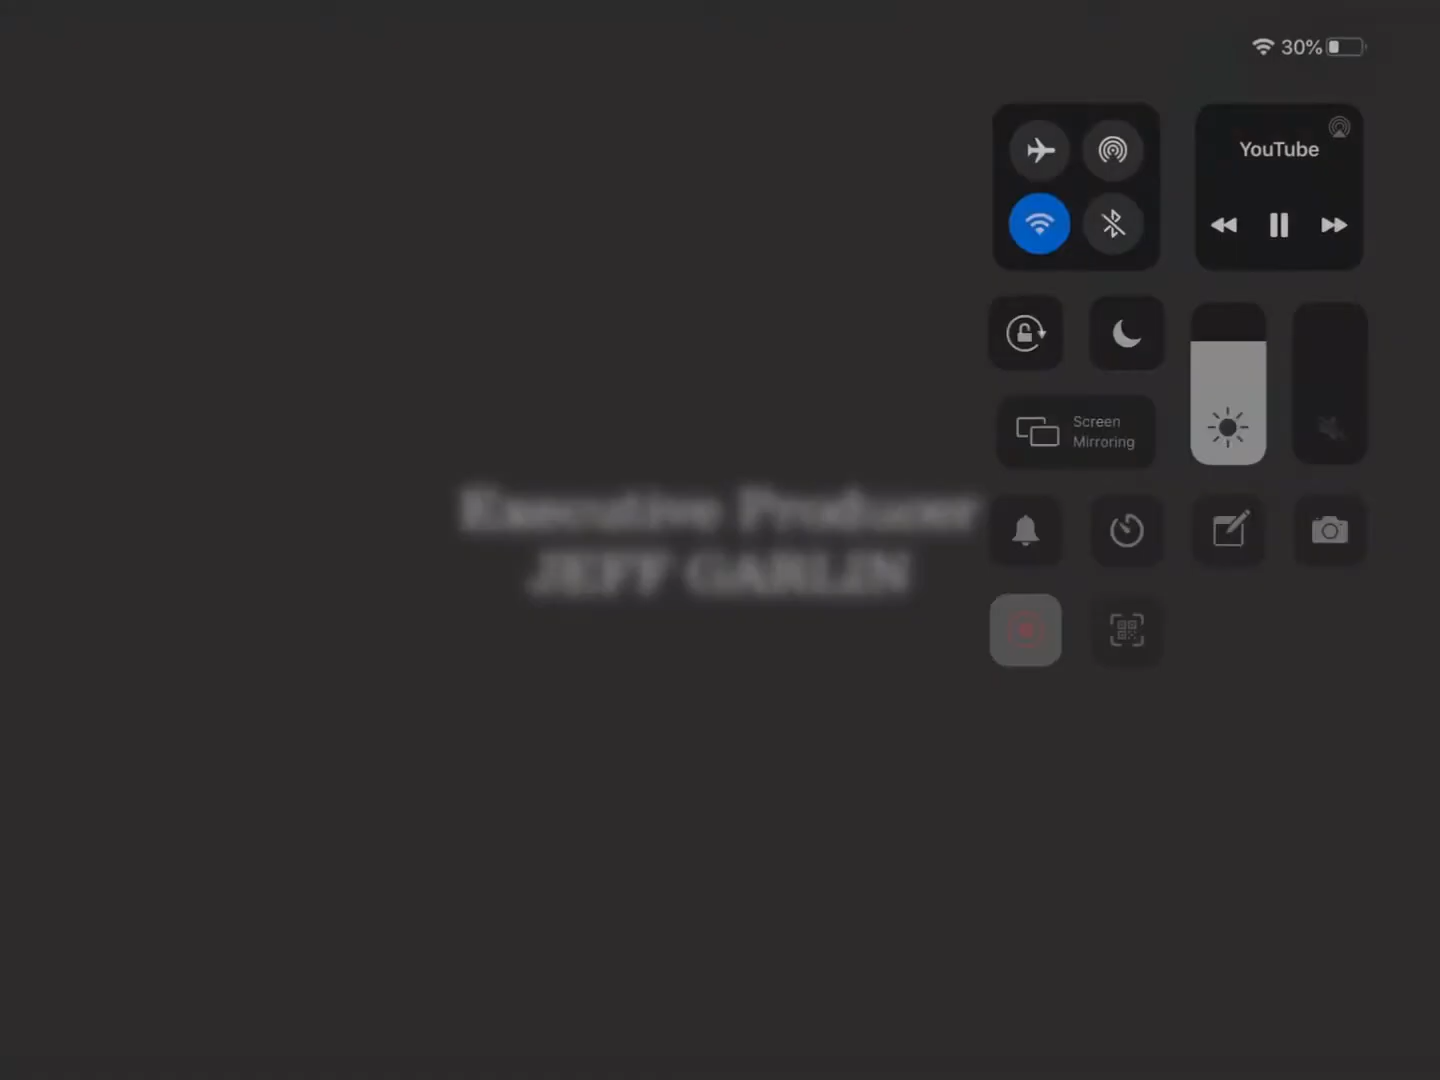 30%
YouTube
Screen
Mirroring
Executive Producer
JEFF GARLIN